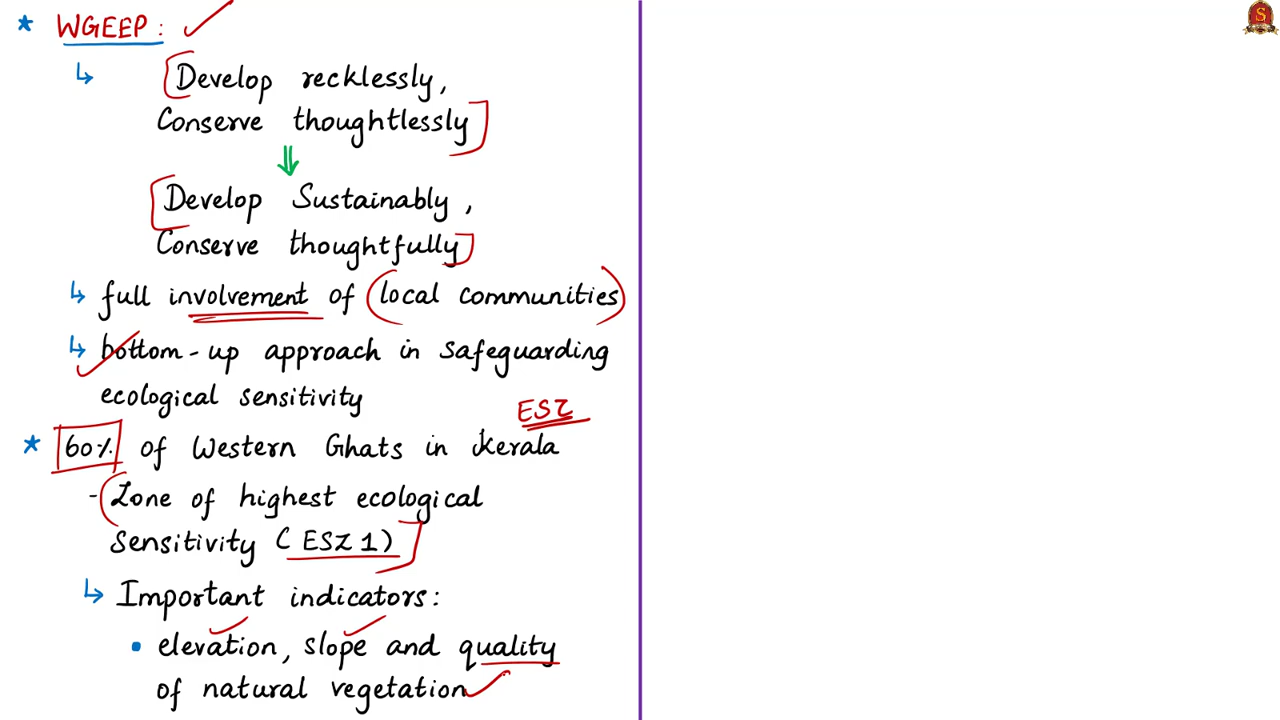 * WGEEP :
↳ Develop recklessly,
Conserve thoughtlessly
⇓
Develop Sustainably,
Conserve thoughtfully
↳ full involvement of local communities
↳ bottom-up approach in safeguarding
ecological sensitivity
ESZ
* 60% of Western Ghats in Kerala
- Zone of highest ecological
Sensitivity (ESZ 1)
↳ Important indicators:
• elevation, slope and quality
of natural vegetation
S